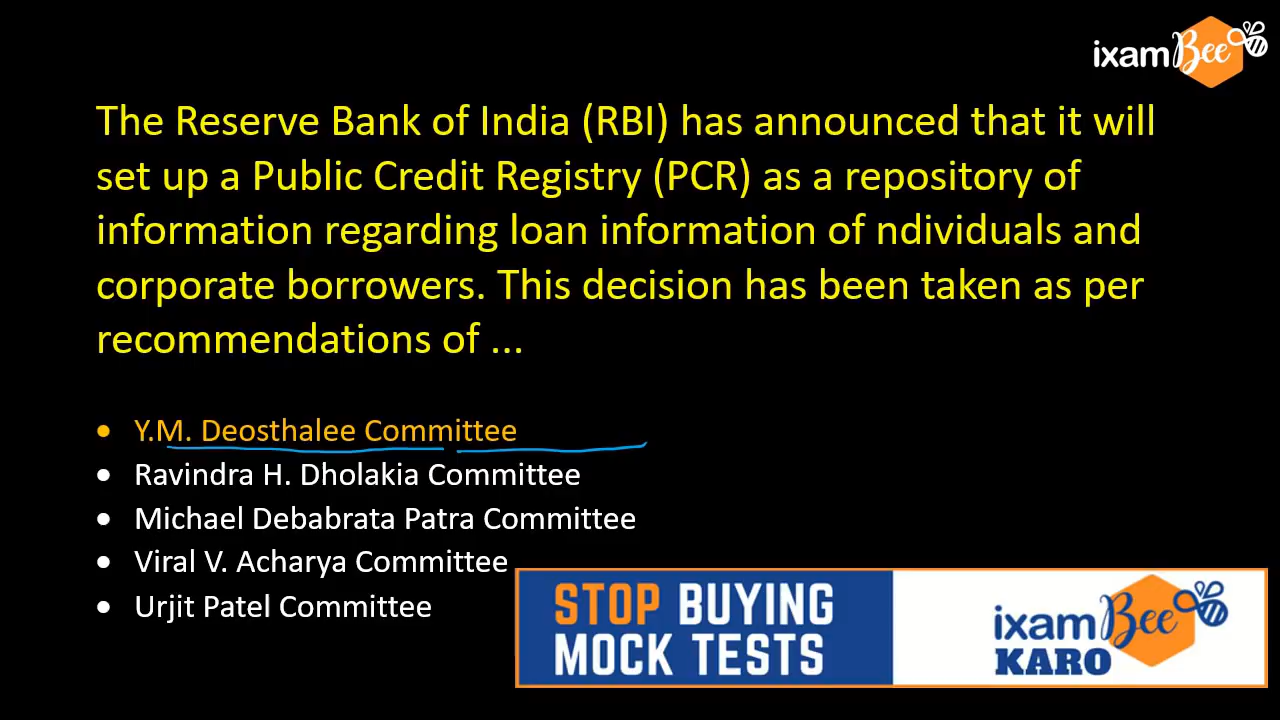 ixamBee
The Reserve Bank of India (RBI) has announced that it will
set up a Public Credit Registry (PCR) as a repository of
information regarding loan information of ndividuals and
corporate borrowers. This decision has been taken as per
recommendations of ...
• Y.M. Deosthalee Committee
• Ravindra H. Dholakia Committee
• Michael Debabrata Patra Committee
• Viral V. Acharya Committee
• Urjit Patel Committee
STOP BUYING
MOCK TESTS
ixamBee
KARO